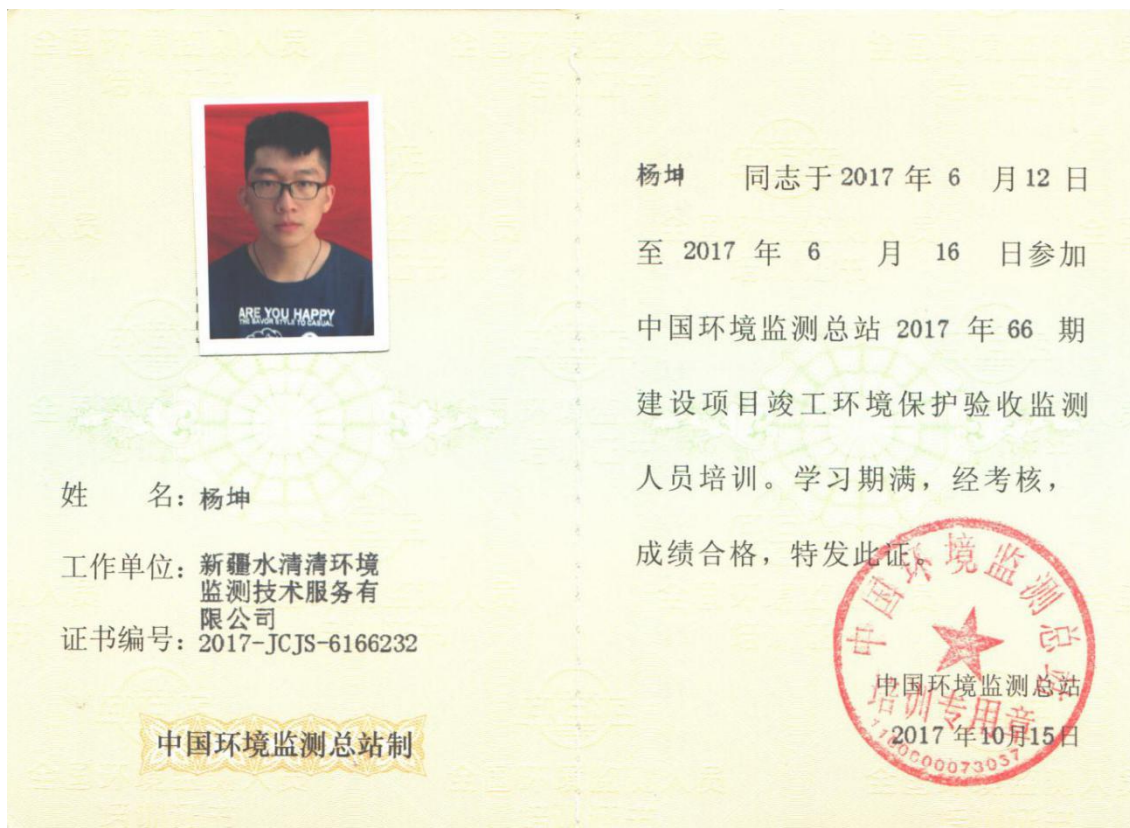 ARE YOU HAPPY
THE SAVOR STYLE TO CASUAL
姓 名：杨坤
工作单位：新疆水清清环境
监测技术服务有
限公司
证书编号：2017-JCJS-6166232
中国环境监测总站制
杨坤 同志于 2017 年 6 月 12 日
至 2017 年 6 月 16 日参加
中国环境监测总站 2017 年 66 期
建设项目竣工环境保护验收监测
人员培训。学习期满，经考核，
成绩合格，特发此证。
中国环境监测总站
培训专用章
中国环境监测总站
2017 年10月15日